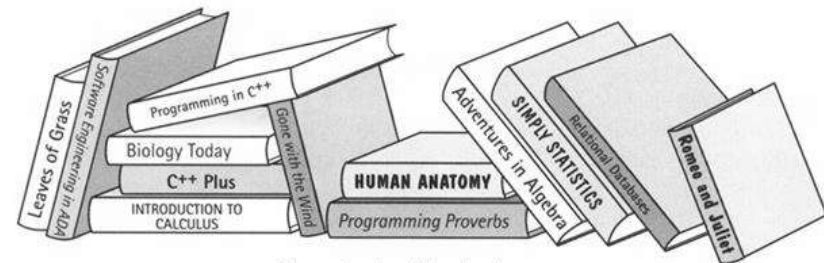 Leaves of Grass
Software Engineering in ADA
Programming in C++
Biology Today
C++ Plus
INTRODUCTION TO
CALCULUS
Gone with the Wind
HUMAN ANATOMY
Programming Proverbs
Adventures in Algebra
SIMPLY STATISTICS
Relational Databases
Romeo and Juliet